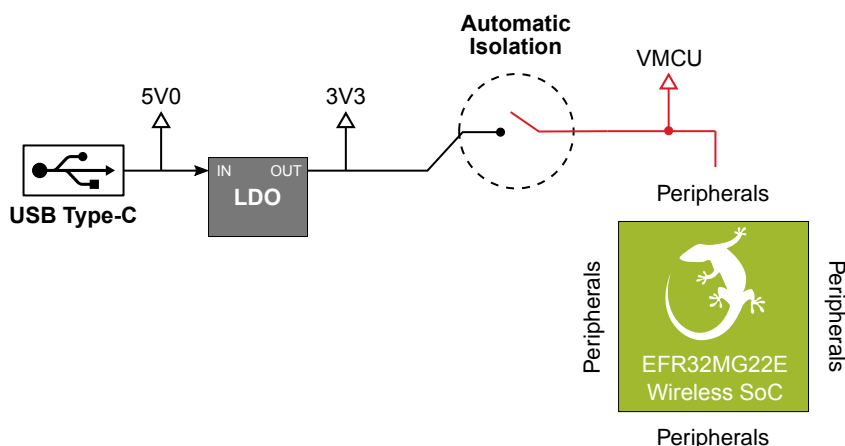 Automatic
Isolation
VMCU
5V0
3V3
IN OUT
LDO
USB Type-C
Peripherals
Peripherals
Peripherals
EFR32MG22E
Wireless SoC
Peripherals